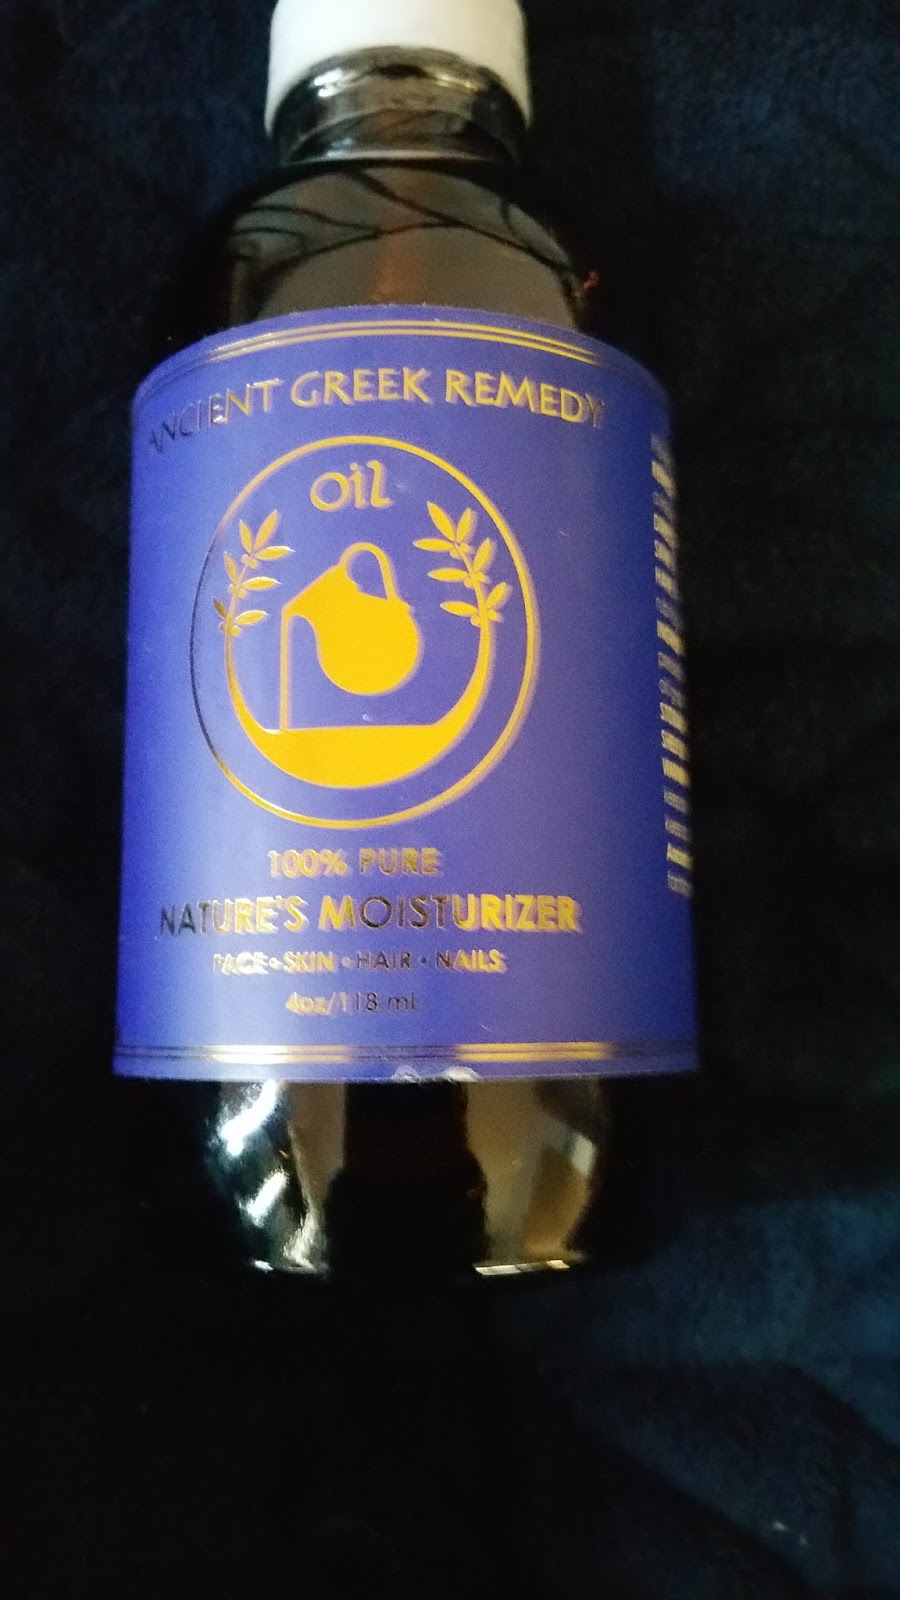 ANCIENT GREEK REMEDY
oil
100% PURE
NATURE'S MOISTURIZER
FACE • SKIN • HAIR • NAILS
4oz/118 ml